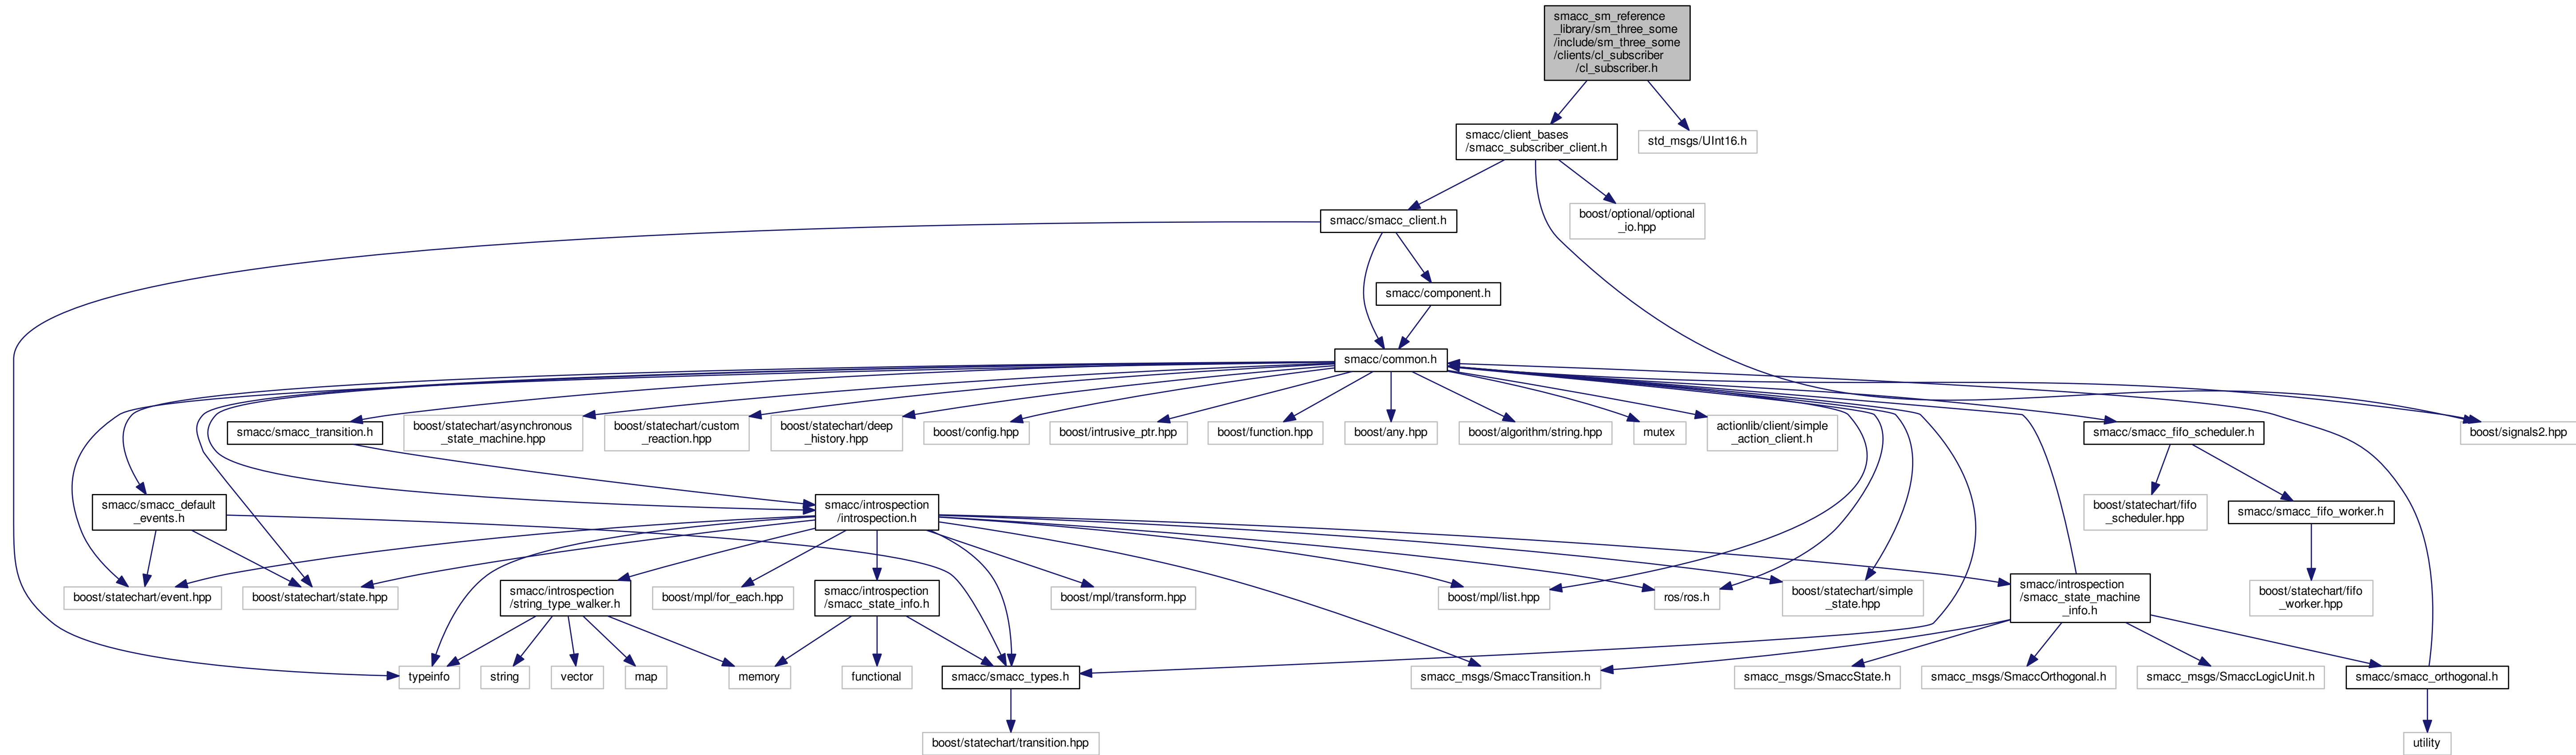 smacc_sm_reference
_library/sm_three_some
/include/sm_three_some
/clients/cl_subscriber
/cl_subscriber.h
smacc/client_bases
/smacc_subscriber_client.h
std_msgs/UInt16.h
smacc/smacc_client.h
boost/optional/optional
_io.hpp
smacc/component.h
smacc/common.h
smacc/smacc_transition.h
boost/statechart/asynchronous
_state_machine.hpp
boost/statechart/custom
_reaction.hpp
boost/statechart/deep
_history.hpp
boost/config.hpp
boost/intrusive_ptr.hpp
boost/function.hpp
boost/any.hpp
boost/algorithm/string.hpp
mutex
actionlib/client/simple
_action_client.h
smacc/smacc_fifo_scheduler.h
boost/signals2.hpp
smacc/smacc_default
_events.h
smacc/introspection
/introspection.h
boost/statechart/fifo
_scheduler.hpp
smacc/smacc_fifo_worker.h
boost/statechart/event.hpp
boost/statechart/state.hpp
smacc/introspection
/string_type_walker.h
boost/mpl/for_each.hpp
smacc/introspection
/smacc_state_info.h
boost/mpl/transform.hpp
boost/mpl/list.hpp
ros/ros.h
boost/statechart/simple
_state.hpp
smacc/introspection
/smacc_state_machine
_info.h
boost/statechart/fifo
_worker.hpp
typeinfo
string
vector
map
memory
functional
smacc/smacc_types.h
smacc_msgs/SmaccTransition.h
smacc_msgs/SmaccState.h
smacc_msgs/SmaccOrthogonal.h
smacc_msgs/SmaccLogicUnit.h
smacc/smacc_orthogonal.h
boost/statechart/transition.hpp
utility